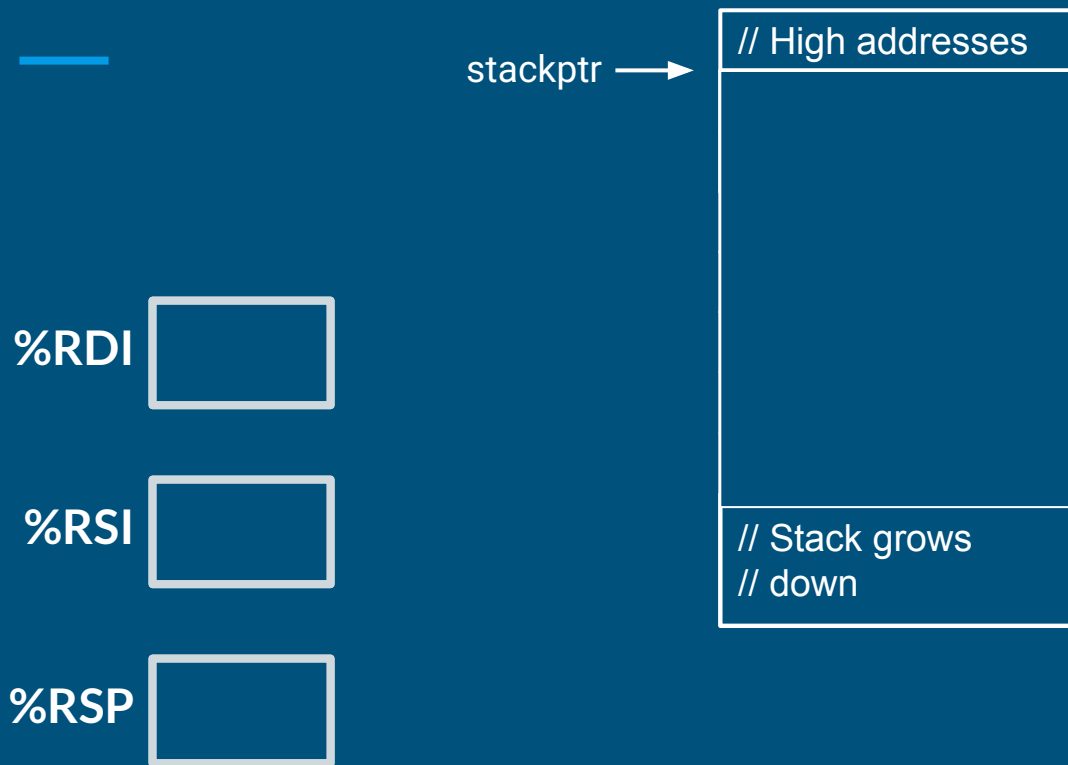 // High addresses
stackptr
%RDI
%RSI
// Stack grows
// down
%RSP